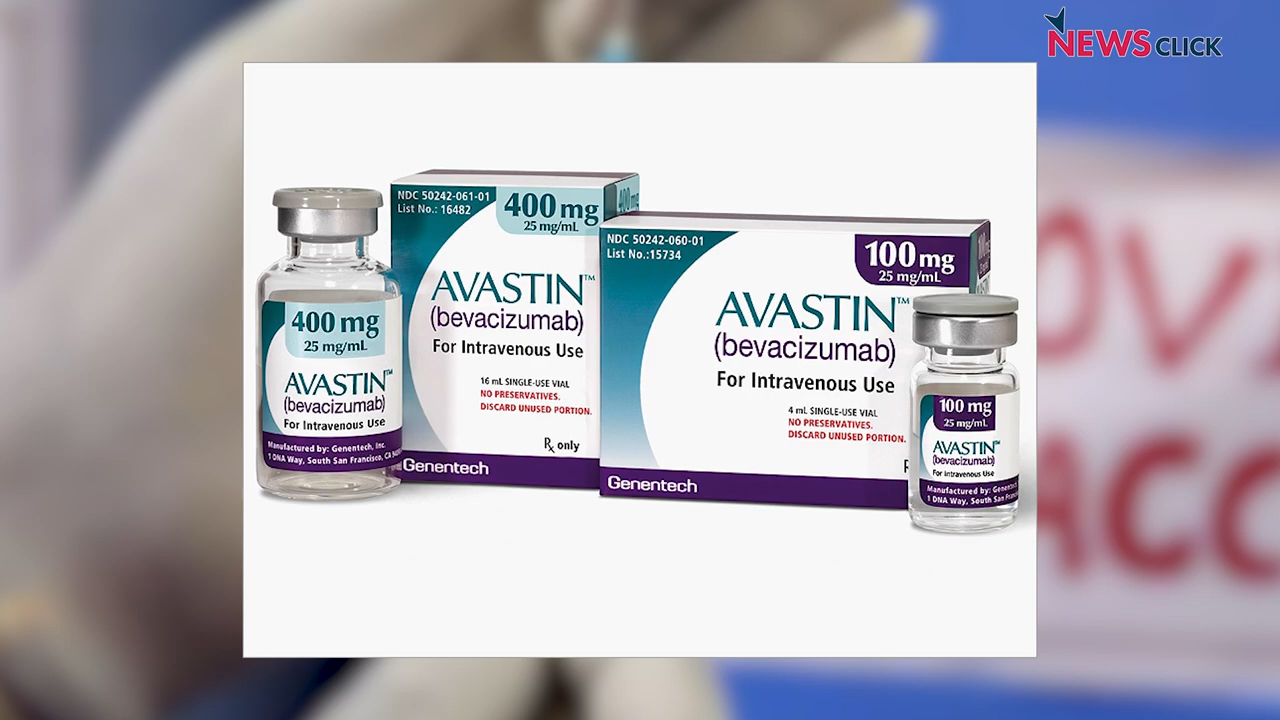 NEWS CLICK
NDC 50242-061-01
List No.: 16482
400 mg
25 mg/mL
AVASTIN™
(bevacizumab)
For Intravenous Use
16 mL SINGLE-USE VIAL
NO PRESERVATIVES.
DISCARD UNUSED PORTION.
Rx only
Genentech
400 mg
25 mg/mL
AVASTIN™
(bevacizumab)
For Intravenous Use
Manufactured by: Genentech, Inc.
1 DNA Way, South San Francisco, CA
NDC 50242-060-01
List No.:15734
100 mg
25 mg/mL
AVASTIN™
(bevacizumab)
For Intravenous Use
4 mL SINGLE-USE VIAL
NO PRESERVATIVES.
DISCARD UNUSED PORTION.
Genentech
100 mg
25 mg/mL
AVASTIN™
(bevacizumab)
For Intravenous Use
Manufactured by:
1 DNA Way, South San